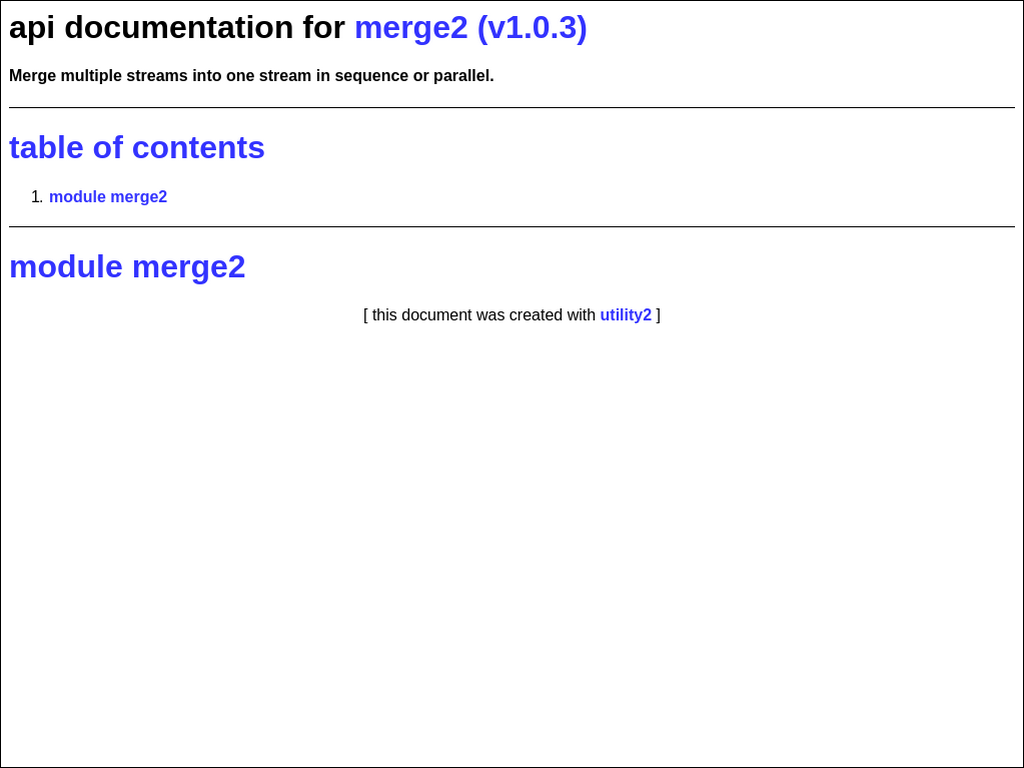 api documentation for merge2 (v1.0.3)
Merge multiple streams into one stream in sequence or parallel.
table of contents
1. module merge2
module merge2
[ this document was created with utility2 ]